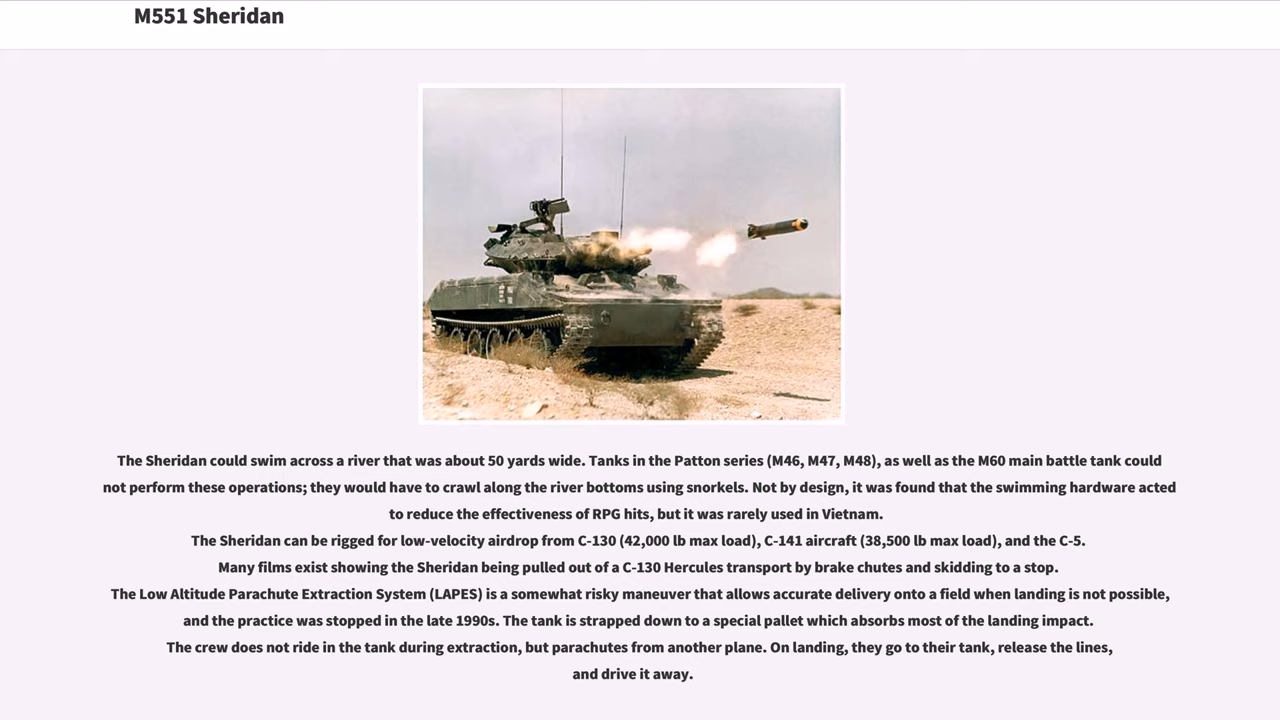 M551 Sheridan
The Sheridan could swim across a river that was about 50 yards wide. Tanks in the Patton series (M46, M47, M48), as well as the M60 main battle tank could
not perform these operations; they would have to crawl along the river bottoms using snorkels. Not by design, it was found that the swimming hardware acted
to reduce the effectiveness of RPG hits, but it was rarely used in Vietnam.
The Sheridan can be rigged for low-velocity airdrop from C-130 (42,000 lb max load), C-141 aircraft (38,500 lb max load), and the C-5.
Many films exist showing the Sheridan being pulled out of a C-130 Hercules transport by brake chutes and skidding to a stop.
The Low Altitude Parachute Extraction System (LAPES) is a somewhat risky maneuver that allows accurate delivery onto a field when landing is not possible,
and the practice was stopped in the late 1990s. The tank is strapped down to a special pallet which absorbs most of the landing impact.
The crew does not ride in the tank during extraction, but parachutes from another plane. On landing, they go to their tank, release the lines,
and drive it away.